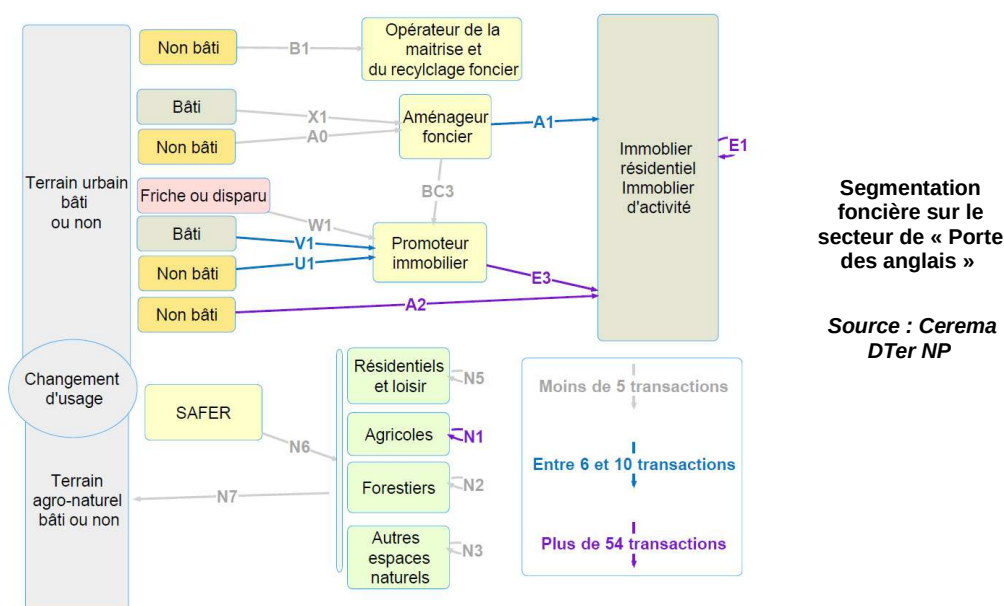 Non bâti
B1
Opérateur de la
maitrise et
du recylclage foncier
Bâti
X1
Non bâti
A0
Aménageur
foncier
A1
Immoblier
résidentiel
Immoblier
d'activité
E1
Terrain urbain
bâti
ou non
Friche ou disparu
W1
BC3
Bâti
V1
Non bâti
U1
Promoteur
immobilier
E3
Non bâti
A2
Segmentation
foncière sur le
secteur de « Porte
des anglais »
Source : Cerema
DTer NP
Changement
d'usage
SAFER
N6
Résidentiels
et loisir
N5
Agricoles
N1
Forestiers
N2
Autres
espaces
naturels
N3
N7
Terrain
agro-naturel
bâti ou non
Moins de 5 transactions
Entre 6 et 10 transactions
Plus de 54 transactions